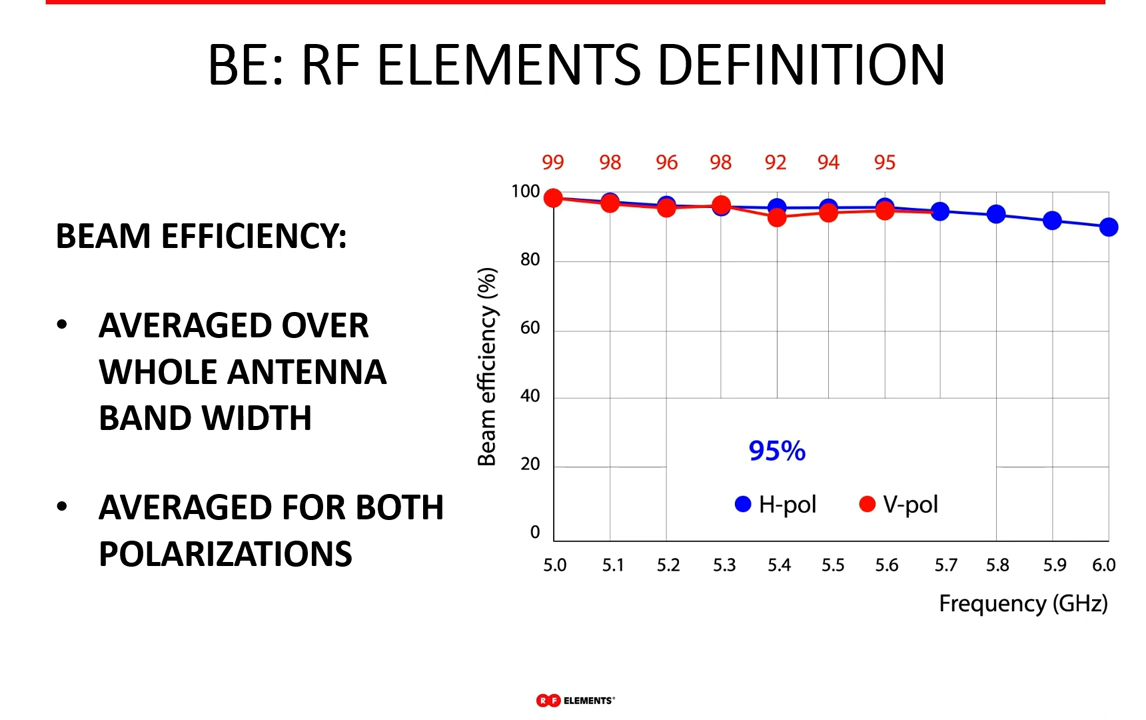 BE: RF ELEMENTS DEFINITION
BEAM EFFICIENCY:
• AVERAGED OVER
WHOLE ANTENNA
BAND WIDTH
• AVERAGED FOR BOTH
POLARIZATIONS
99 98 96 98 92 94 95
Beam efficiency (%)
100
80
60
40
20
0
95%
H-pol V-pol
5.0 5.1 5.2 5.3 5.4 5.5 5.6 5.7 5.8 5.9 6.0
Frequency (GHz)
RF ELEMENTS®